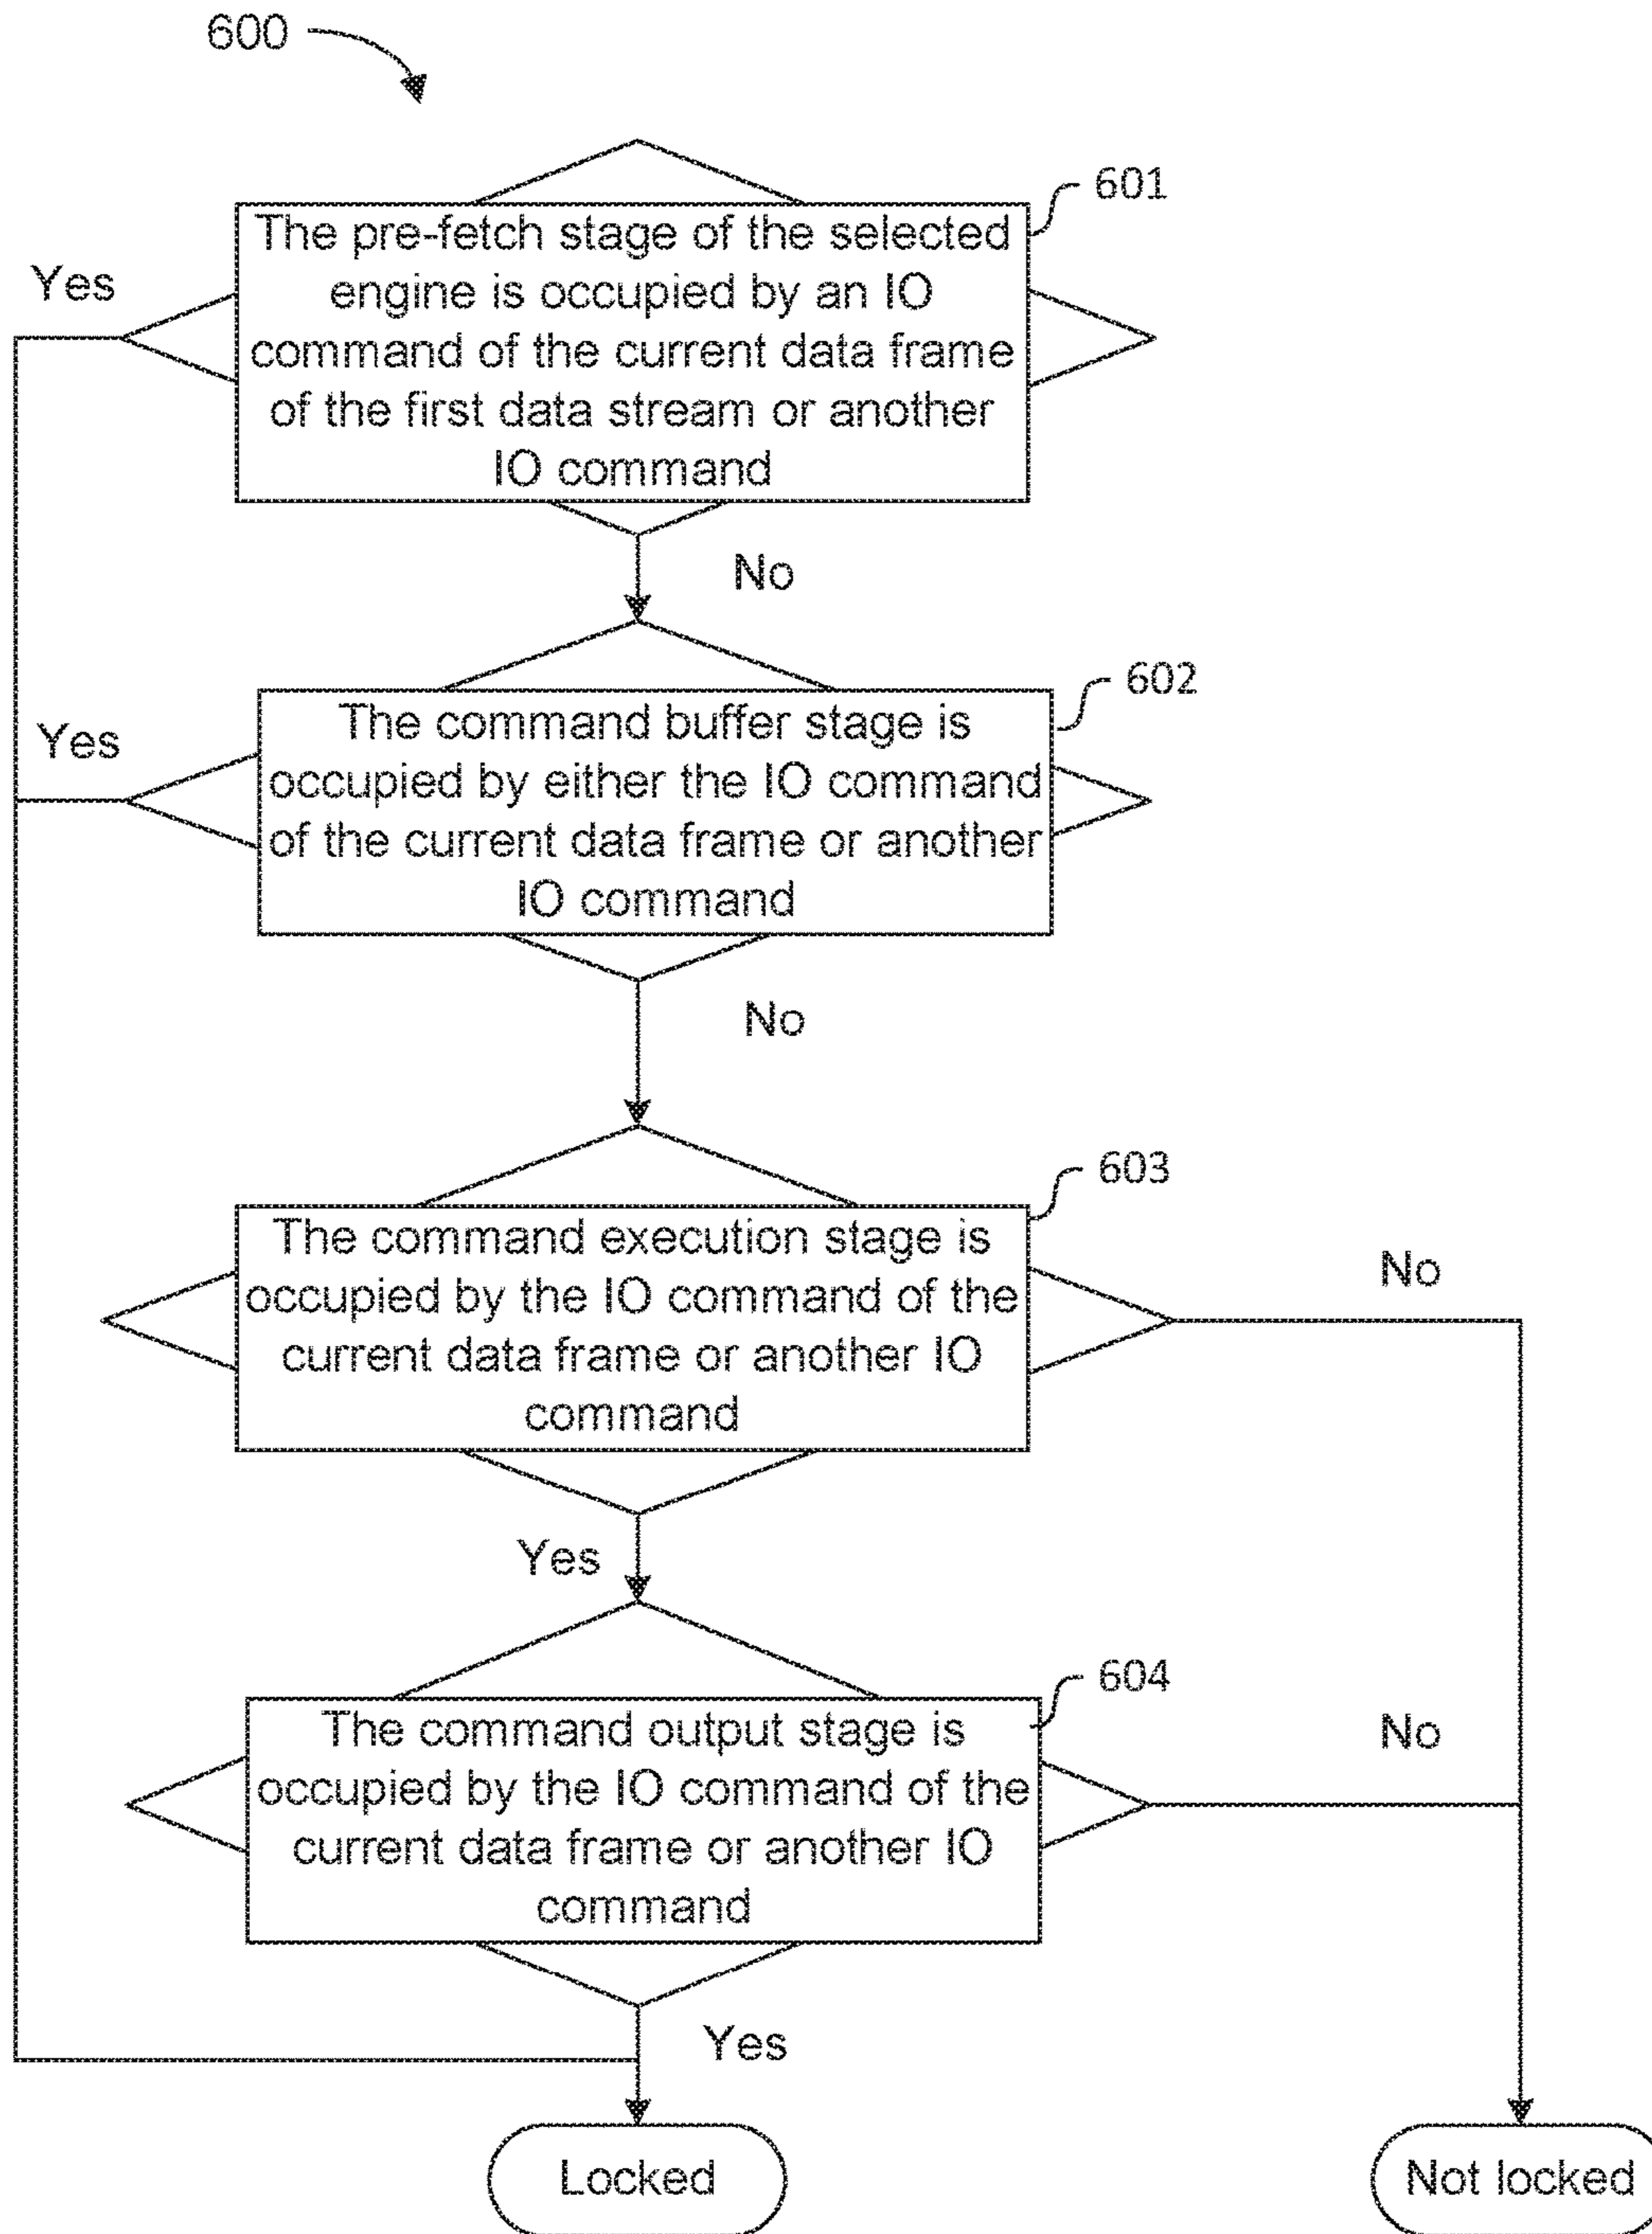 600
601
The pre-fetch stage of the selected
engine is occupied by an IO
command of the current data frame
of the first data stream or another
IO command
Yes
No
602
The command buffer stage is
occupied by either the IO command
of the current data frame or another
IO command
Yes
No
603
The command execution stage is
occupied by the IO command of the
current data frame or another IO
command
No
Yes
604
The command output stage is
occupied by the IO command of the
current data frame or another IO
command
No
Yes
Locked
Not locked